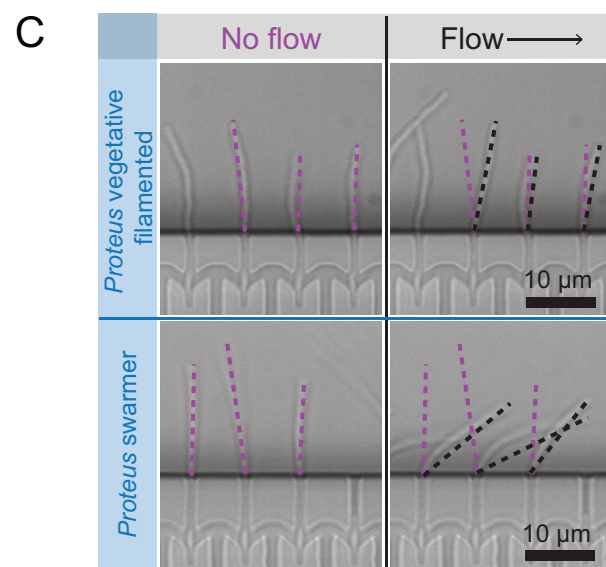 C
No flow
Flow
Proteus vegetative
filamented
10 µm
Proteus swarmer
10 µm